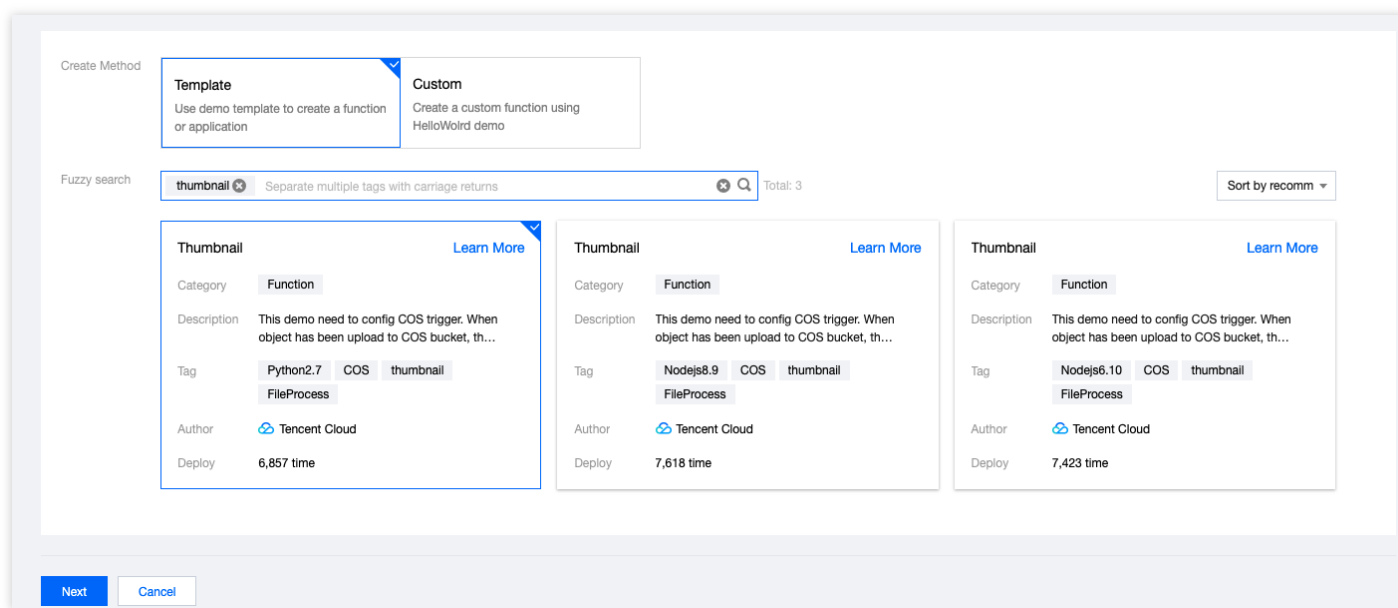 Create Method
Template
Use demo template to create a function
or application
Custom
Create a custom function using
HelloWolrd demo
Fuzzy search
thumbnail Separate multiple tags with carriage returns
Total: 3
Sort by recomm
Thumbnail Learn More
Category Function
Description This demo need to config COS trigger. When
object has been upload to COS bucket, th...
Tag Python2.7 COS thumbnail
FileProcess
Author Tencent Cloud
Deploy 6,857 time
Thumbnail Learn More
Category Function
Description This demo need to config COS trigger. When
object has been upload to COS bucket, th...
Tag Nodejs8.9 COS thumbnail
FileProcess
Author Tencent Cloud
Deploy 7,618 time
Thumbnail Learn More
Category Function
Description This demo need to config COS trigger. When
object has been upload to COS bucket, th...
Tag Nodejs6.10 COS thumbnail
FileProcess
Author Tencent Cloud
Deploy 7,423 time
Next Cancel